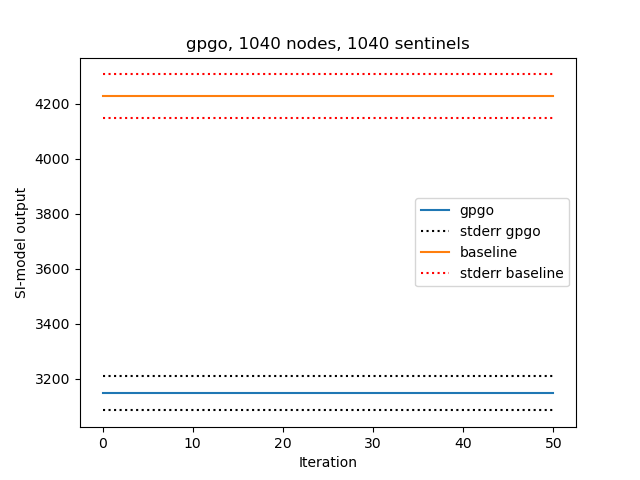 gpgo, 1040 nodes, 1040 sentinels
SI-model output
4200
4000
3800
3600
3400
3200
gpgo
stderr gpgo
baseline
stderr baseline
0 10 20 30 40 50
Iteration